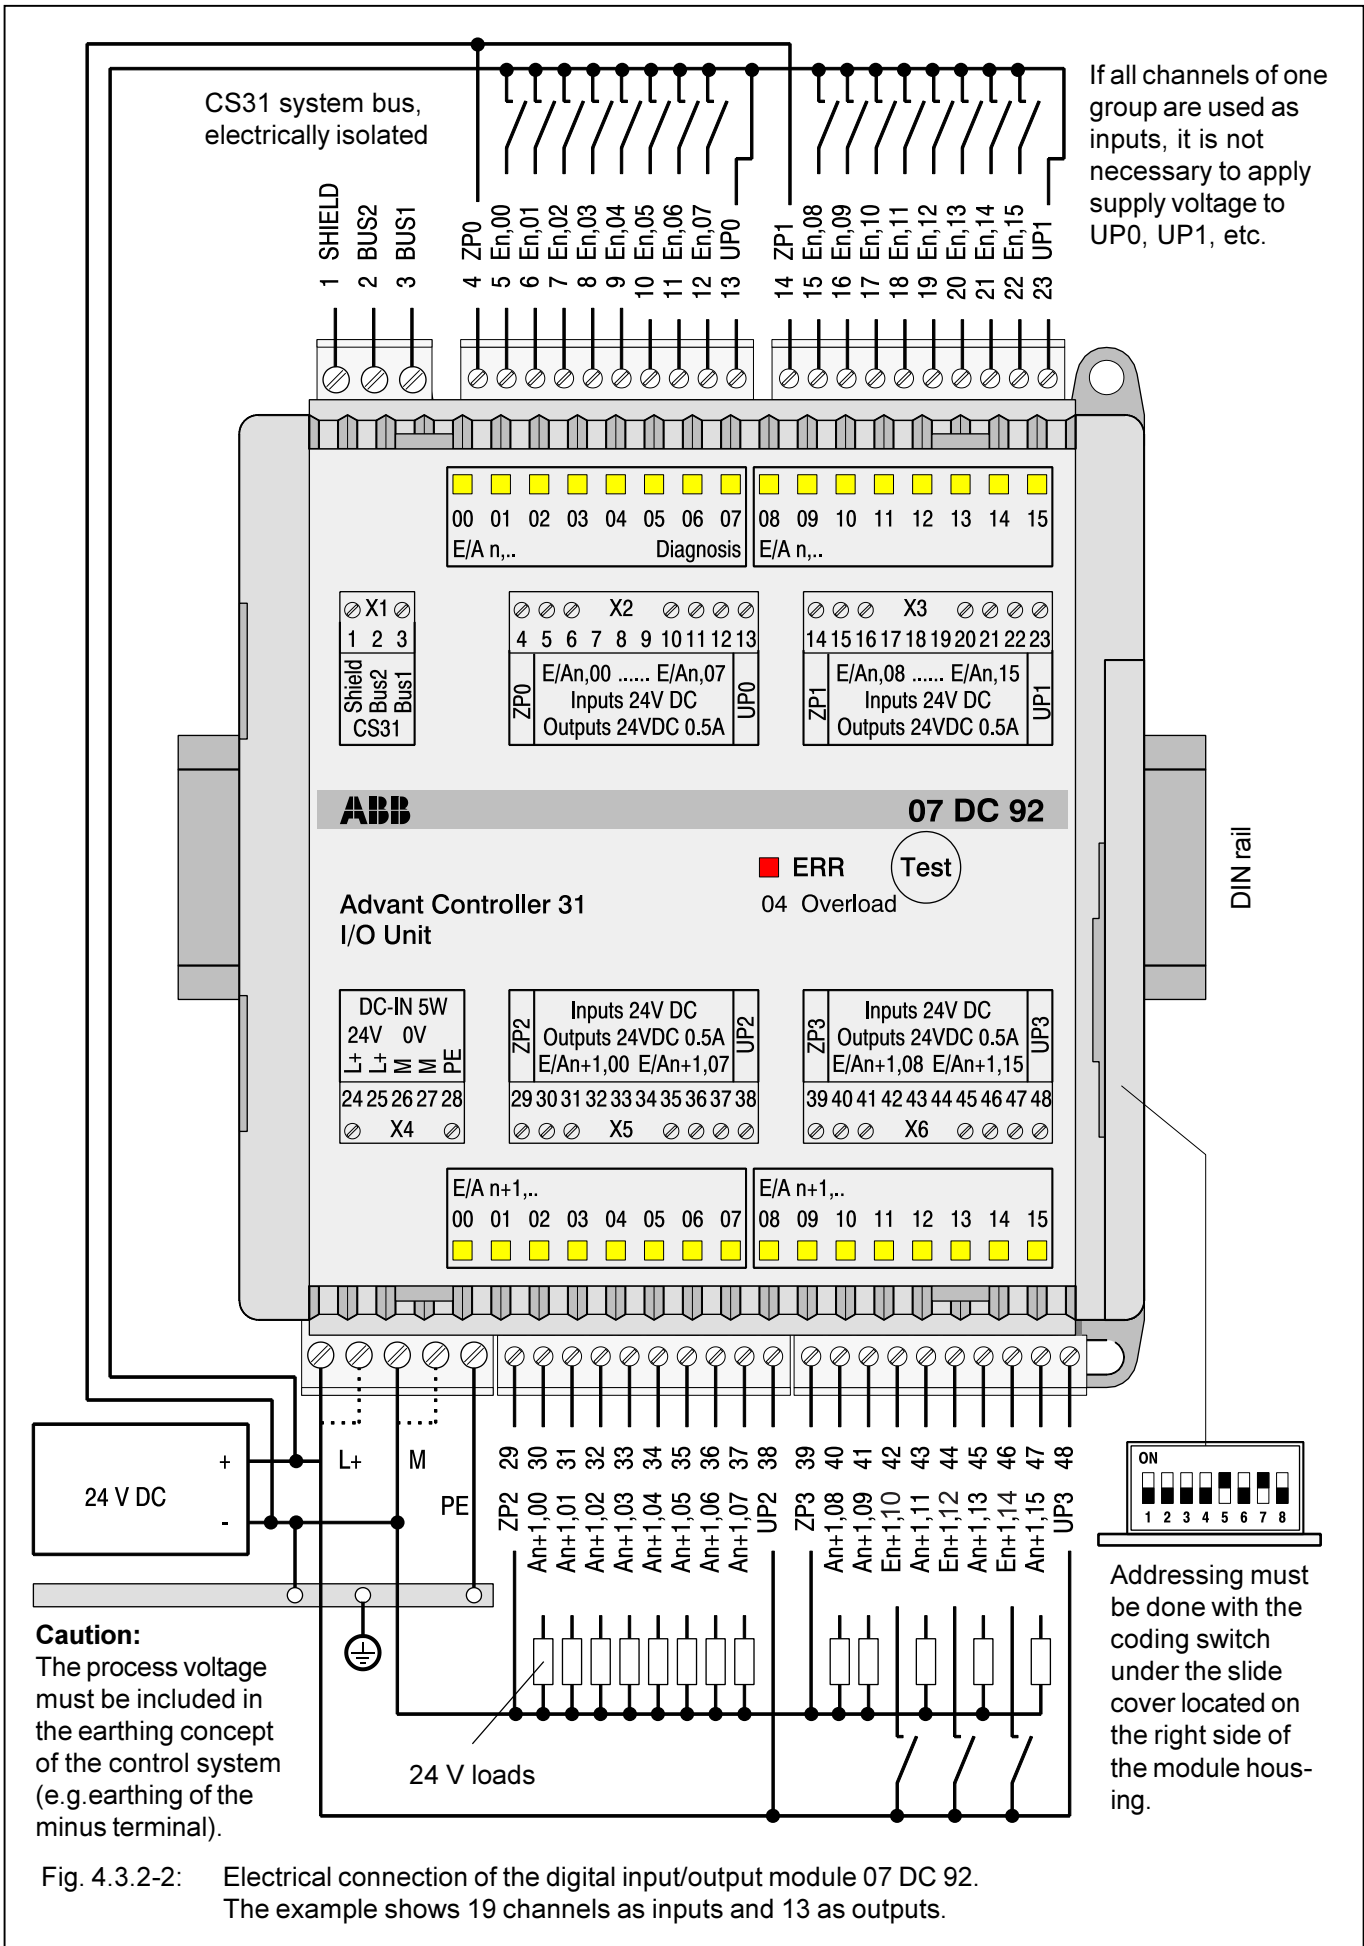 CS31 system bus,
electrically isolated
If all channels of one
group are used as
inputs, it is not
necessary to apply
supply voltage to
UP0, UP1, etc.
1 SHIELD
2 BUS2
3 BUS1
4 ZP0
5 En,00
6 En,01
7 En,02
8 En,03
9 En,04
10 En,05
11 En,06
12 En,07
13 UP0
14 ZP1
15 En,08
16 En,09
17 En,10
18 En,11
19 En,12
20 En,13
21 En,14
22 En,15
23 UP1
00 01 02 03 04 05 06 07
E/A n,.. Diagnosis
08 09 10 11 12 13 14 15
E/A n,..
X1
1 2 3
Shield
Bus2
Bus1
CS31
X2
4 5 6 7 8 9 10 11 12 13
ZP0
E/An,00 ...... E/An,07
Inputs 24V DC
Outputs 24VDC 0.5A
UP0
X3
14 15 16 17 18 19 20 21 22 23
ZP1
E/An,08 ...... E/An,15
Inputs 24V DC
Outputs 24VDC 0.5A
UP1
ABB
07 DC 92
ERR
Test
04 Overload
Advant Controller 31
I/O Unit
DIN rail
DC-IN 5W
24V 0V
L+
L+
M
M
PE
24 25 26 27 28
X4
ZP2
Inputs 24V DC
Outputs 24VDC 0.5A
E/An+1,00 E/An+1,07
UP2
29 30 31 32 33 34 35 36 37 38
X5
ZP3
Inputs 24V DC
Outputs 24VDC 0.5A
E/An+1,08 E/An+1,15
UP3
39 40 41 42 43 44 45 46 47 48
X6
E/A n+1,..
00 01 02 03 04 05 06 07
E/A n+1,..
08 09 10 11 12 13 14 15
24 V DC
+
-
L+
M
PE
ZP2 29
An+1,00 30
An+1,01 31
An+1,02 32
An+1,03 33
An+1,04 34
An+1,05 35
An+1,06 36
An+1,07 37
UP2 38
ZP3 39
An+1,08 40
An+1,09 41
En+1,10 42
An+1,11 43
En+1,12 44
An+1,13 45
En+1,14 46
An+1,15 47
UP3 48
ON
1 2 3 4 5 6 7 8
Addressing must
be done with the
coding switch
under the slide
cover located on
the right side of
the module hous-
ing.
Caution:
The process voltage
must be included in
the earthing concept
of the control system
(e.g.earthing of the
minus terminal).
24 V loads
Fig. 4.3.2-2: Electrical connection of the digital input/output module 07 DC 92.
The example shows 19 channels as inputs and 13 as outputs.